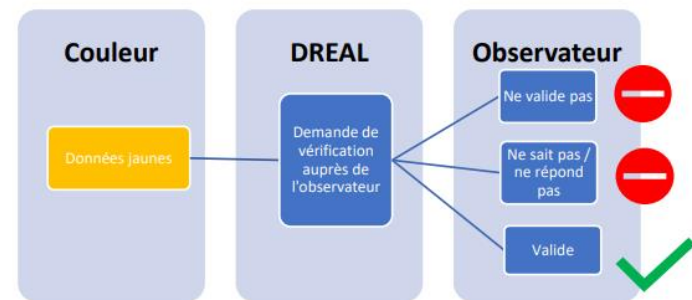 Couleur
DREAL
Observateur
Données jaunes
Demande de
vérification
auprès de
l'observateur
Ne valide pas
Ne sait pas /
ne répond
pas
Valide